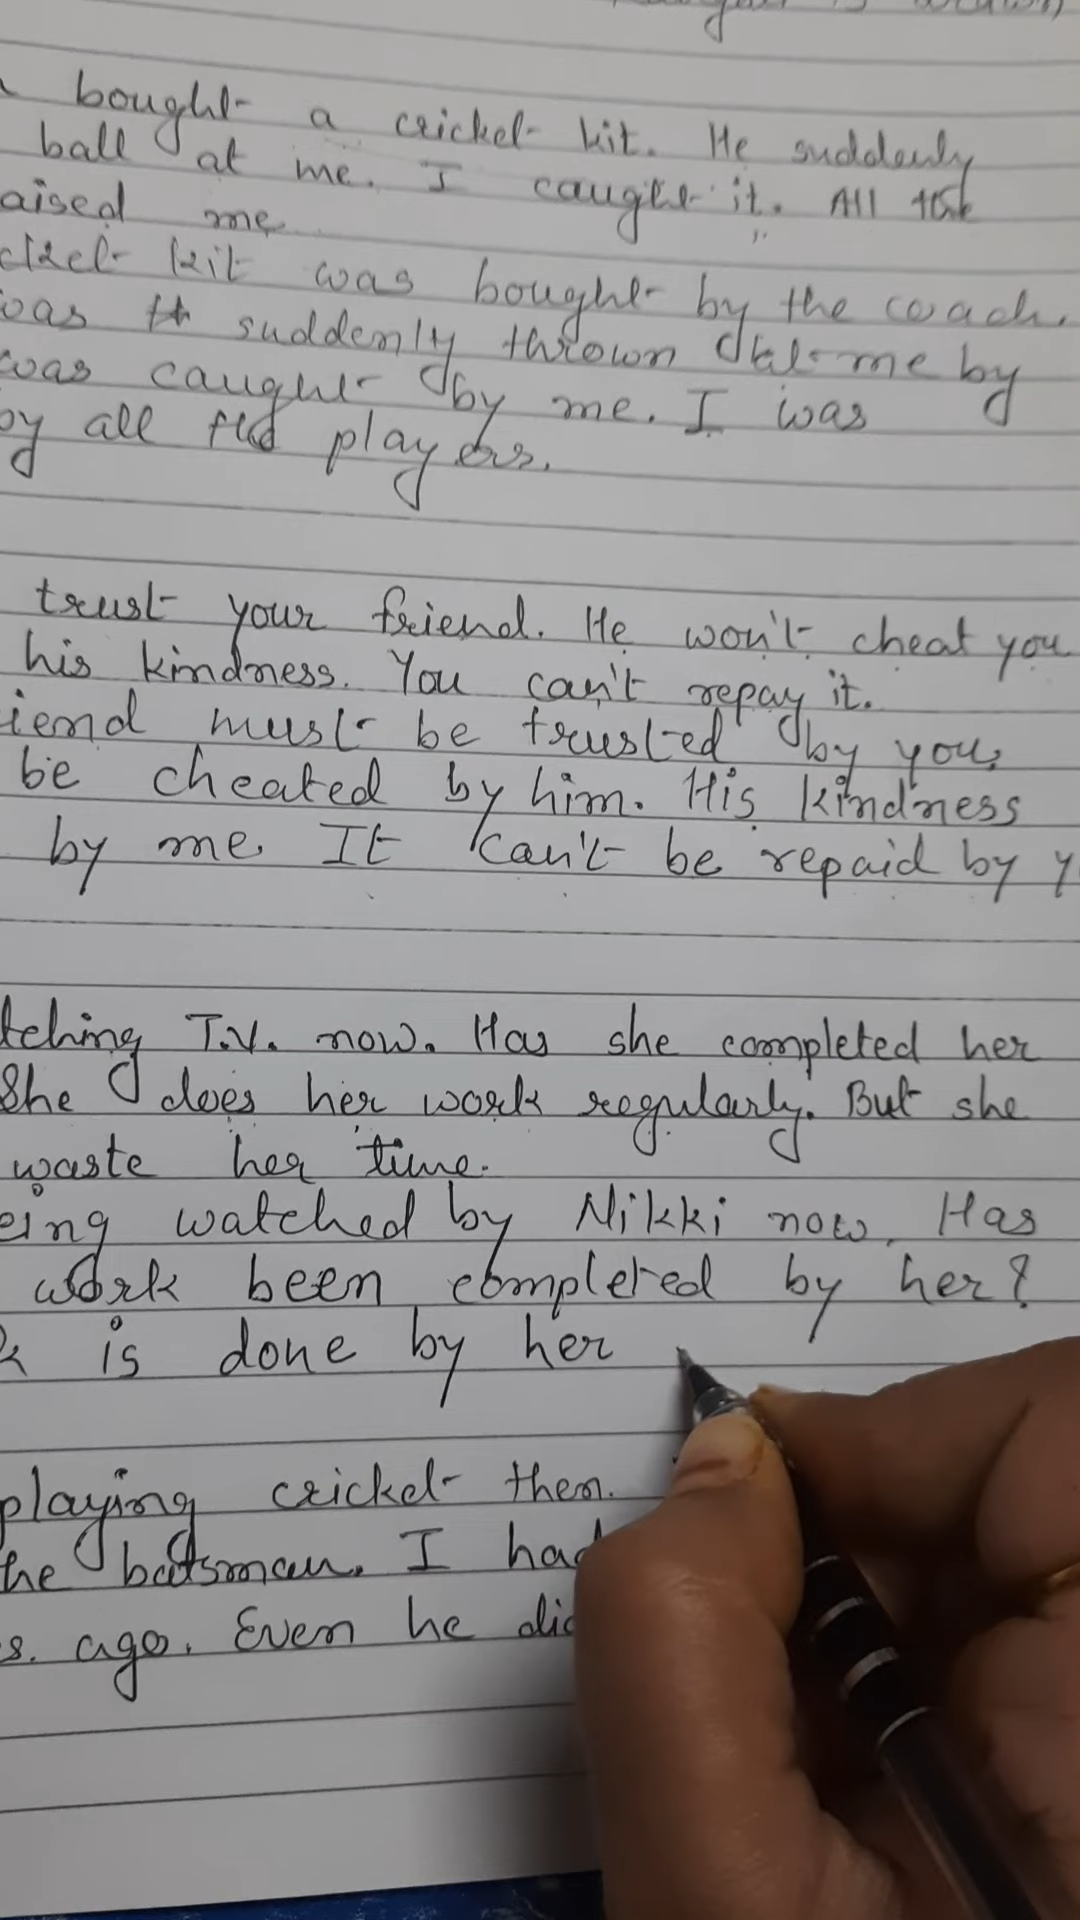 bought a cricket kit. He suddenly
ball at me. I caught it. All the
aised me
cket kit was bought by the coach.
was suddenly thrown at me by
was caught by me. I was
by all the players.
trust your friend. He won't cheat you
his kindness. You can't repay it.
iend must be trusted by you.
be cheated by him. His kindness
by me. It can't be repaid by y
tching T.V. now. Has she completed her
She does her work regularly. But she
waste her time.
eing watched by Nikki now. Has
work been completed by her?
k is done by her
playing cricket then.
he batsman. I had
s. ago. Even he did